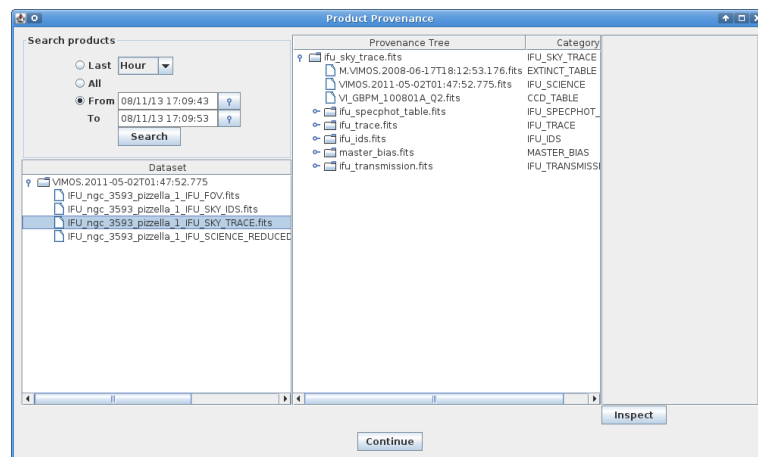 Product Provenance
Search products
Last Hour
All
From 08/11/13 17:09:43
To 08/11/13 17:09:53
Search
Dataset
VIMOS.2011-05-02T01:47:52.775
IFU_ngc_3593_pizzella_1_IFU_FOV.fits
IFU_ngc_3593_pizzella_1_IFU_SKY_IDS.fits
IFU_ngc_3593_pizzella_1_IFU_SKY_TRACE.fits
IFU_ngc_3593_pizzella_1_IFU_SCIENCE_REDUCED
Provenance Tree Category
ifu_sky_trace.fits IFU_SKY_TRACE
M.VIMOS.2008-06-17T18:12:53.176.fits EXTINCT_TABLE
VIMOS.2011-05-02T01:47:52.775.fits IFU_SCIENCE
VI_GBPM_100801A_Q2.fits CCD_TABLE
ifu_specphot_table.fits IFU_SPECPHOT_
ifu_trace.fits IFU_TRACE
ifu_ids.fits IFU_IDS
master_bias.fits MASTER_BIAS
ifu_transmission.fits IFU_TRANSMISSI
Inspect
Continue